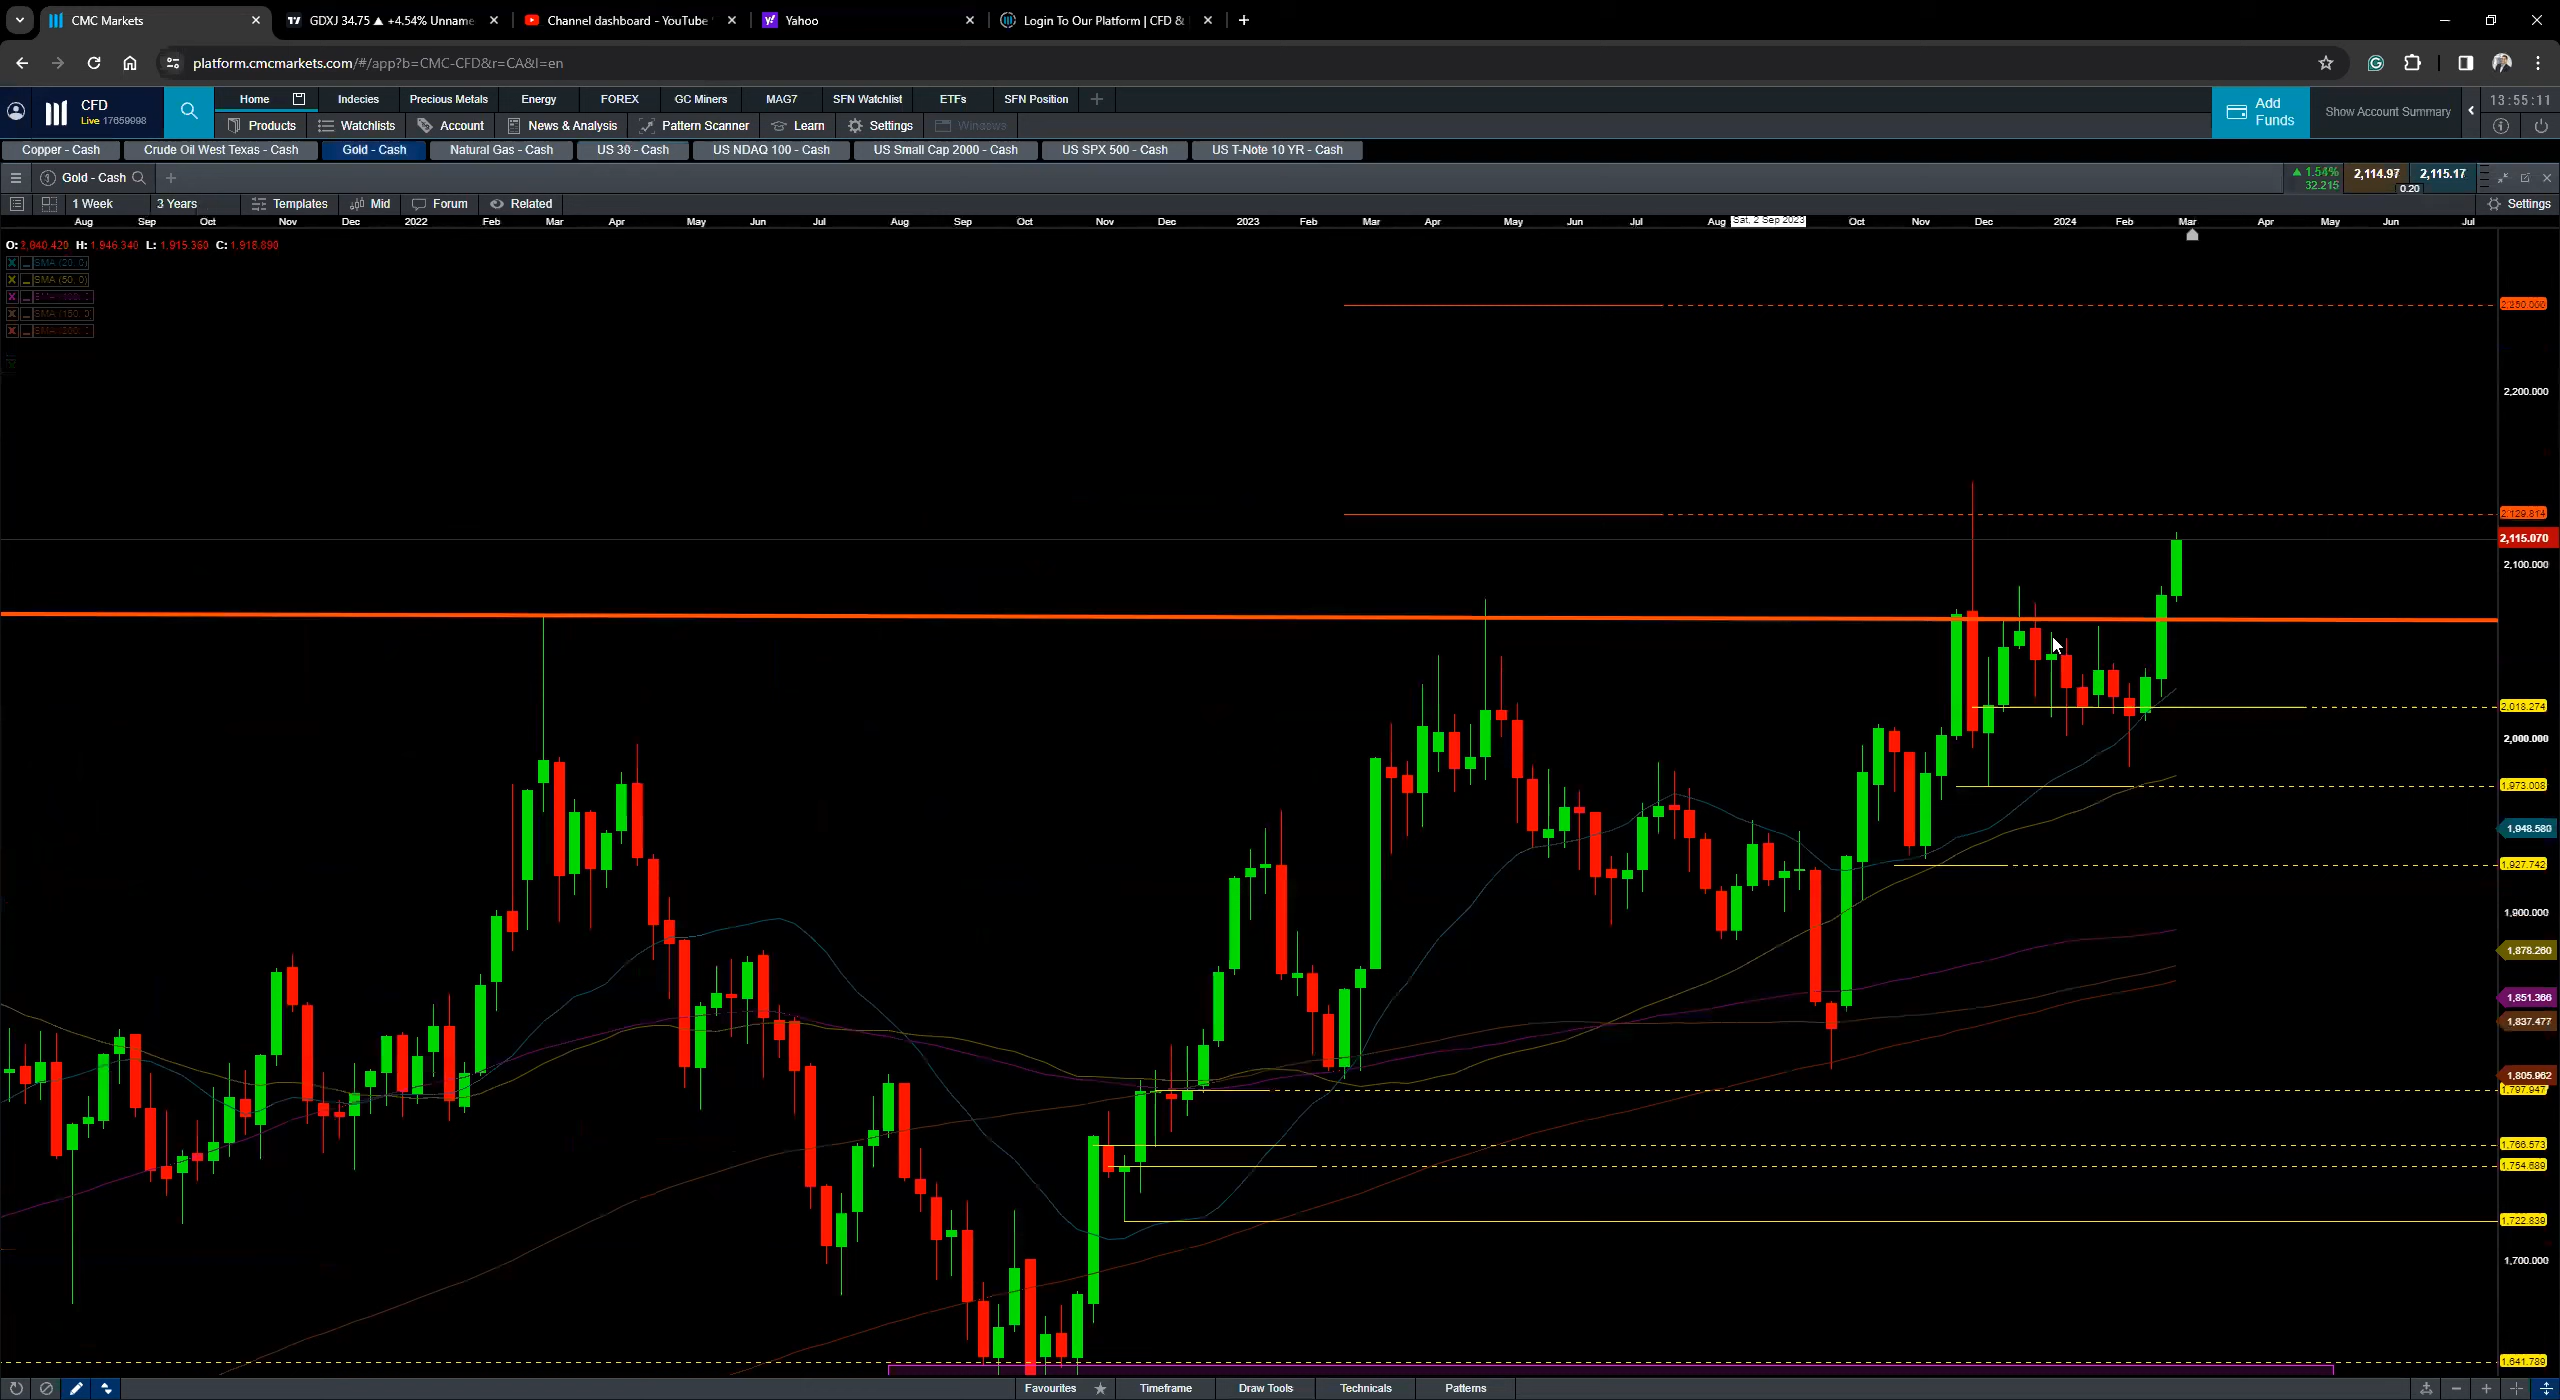 CMC Markets
GDXJ 34.75 ▲ +4.54% Unname
Channel dashboard - YouTube
Yahoo
Login To Our Platform | CFD &
platform.cmcmarkets.com/#/app?b=CMC-CFD&r=CA&l=en
CFD
Live 17659998
Home
Indecies
Precious Metals
Energy
FOREX
GC Miners
MAG7
SFN Watchlist
ETFs
SFN Position
Add Funds
Show Account Summary
13:55:11
Products
Watchlists
Account
News & Analysis
Pattern Scanner
Learn
Settings
Windows
Copper - Cash
Crude Oil West Texas - Cash
Gold - Cash
Natural Gas - Cash
US 30 - Cash
US NDAQ 100 - Cash
US Small Cap 2000 - Cash
US SPX 500 - Cash
US T-Note 10 YR - Cash
Gold - Cash
▲ 1.54%
32.215
2,114.97
2,115.17
0.20
1 Week
3 Years
Templates
Mid
Forum
Related
Settings
Aug Sep Oct Nov Dec 2022 Feb Mar Apr May Jun Jul Aug Sep Oct Nov Dec 2023 Feb Mar Apr May Jun Jul Aug Sat, 2 Sep 2023 Oct Nov Dec 2024 Feb Mar Apr May Jun Jul
H: 1,946.340 L: 1,915.360 C: 1,915.890
SMA (20, 0)
SMA (50, 0)
SMA (150, 0)
2,250.000
2,200.000
2,129.814
2,115.070
2,100.000
2,018.274
2,000.000
1,973.008
1,948.580
1,927.742
1,900.000
1,878.260
1,851.366
1,837.477
1,805.962
1,797.947
1,766.573
1,754.689
1,722.839
1,700.000
1,641.789
Favourites
Timeframe
Draw Tools
Technicals
Patterns